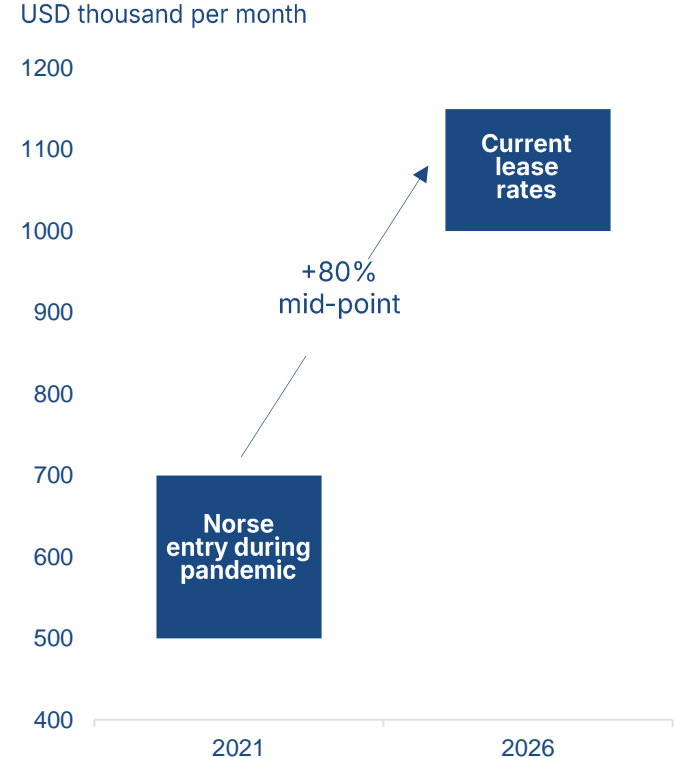 USD thousand per month
1200
1100
1000
900
800
700
600
500
400
Current
lease
rates
+80%
mid-point
Norse
entry during
pandemic
2021
2026